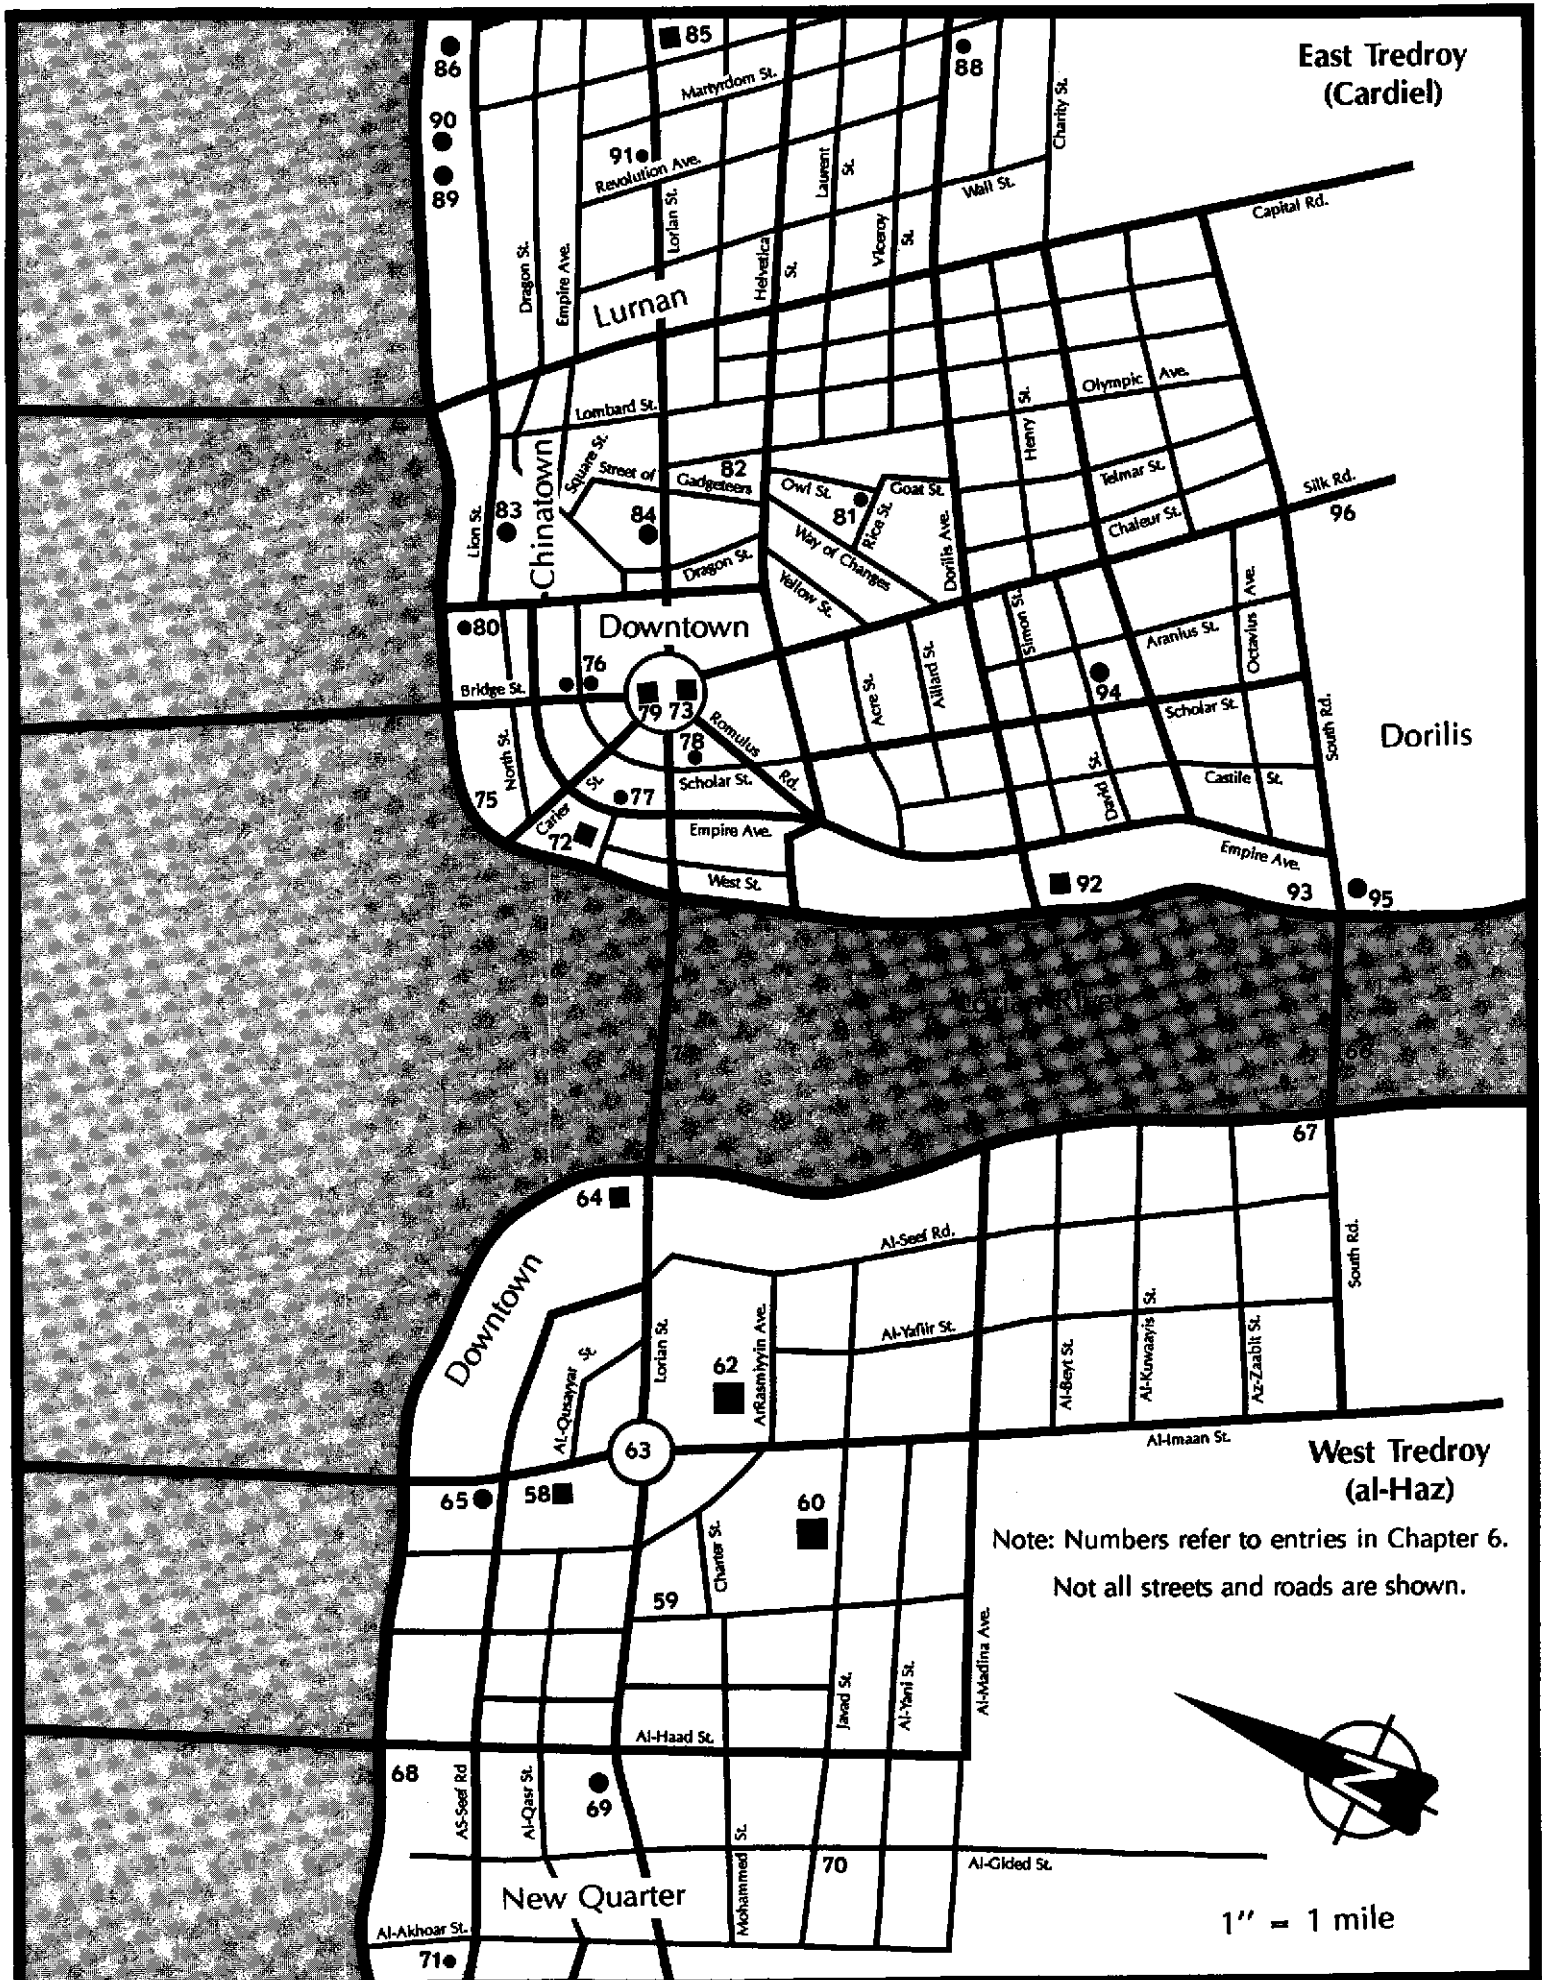 85
86
88
East Tredroy
(Cardiel)
Martyrdom St.
Charity St.
90
91
Revolution Ave.
Laurent
St.
89
Wall St.
Capital Rd.
Lorian St.
Viceroy
St.
Dragon St.
Empire Ave.
Helvetica
St.
Lurnan
Olympic Ave.
Lombard St.
Henry St.
Square St.
Street of
Gadgeteers
82
Telmar St.
Owl St.
Goat St.
Silk Rd.
96
Chinatown
83
84
81
Rice St.
Chaleur St.
Lion St.
Way of Changes
Dorilis Ave.
Dragon St.
Yellow St.
Octavius Ave.
80
Downtown
Simon St.
Aranius St.
76
Bridge St.
Aillard St.
94
79
73
Acre St.
Scholar St.
Romulus
Rd.
South Rd.
Dorilis
78
North St.
Scholar St.
Castile St.
75
77
David St.
Carier St.
72
Empire Ave.
Empire Ave.
West St.
92
93
95
Lorian River
66
67
64
Al-Seef Rd.
South Rd.
Downtown
Al-Yafiir St.
Lorian St.
ArRasmiyyin Ave.
62
Al-Beyt St.
Al-Kuwaayis St.
Az-Zaabit St.
AL-Qusayyar St.
63
Al-Imaan St.
West Tredroy
(al-Haz)
65
58
60
Note: Numbers refer to entries in Chapter 6.
Charter St.
Not all streets and roads are shown.
59
Al-Madina Ave.
Javad St.
Al-Yani St.
Al-Haad St.
68
AS-Seef Rd
Al-Qasr St.
69
N
Mohammed St.
70
Al-Gided St.
New Quarter
Al-Akhoar St.
1" = 1 mile
71